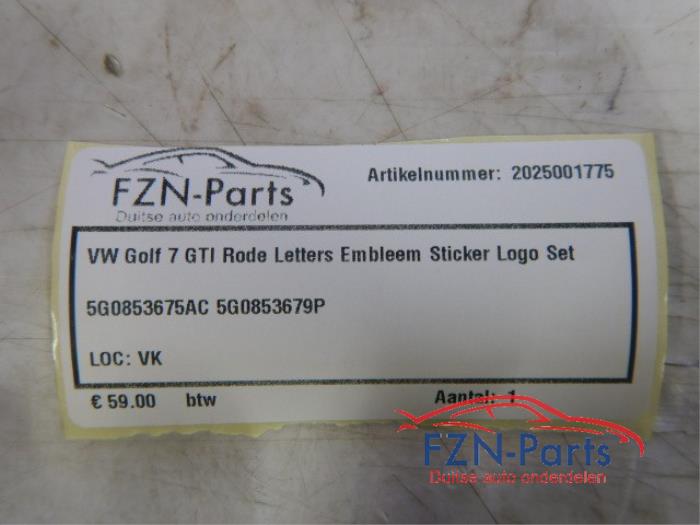 FZN-Parts
Duitse auto onderdelen
Artikelnummer: 2025001775
VW Golf 7 GTI Rode Letters Embleem Sticker Logo Set
5G0853675AC 5G0853679P
LOC: VK
€ 59.00 btw
Aantal: 1
FZN-Parts
Duitse auto onderdelen